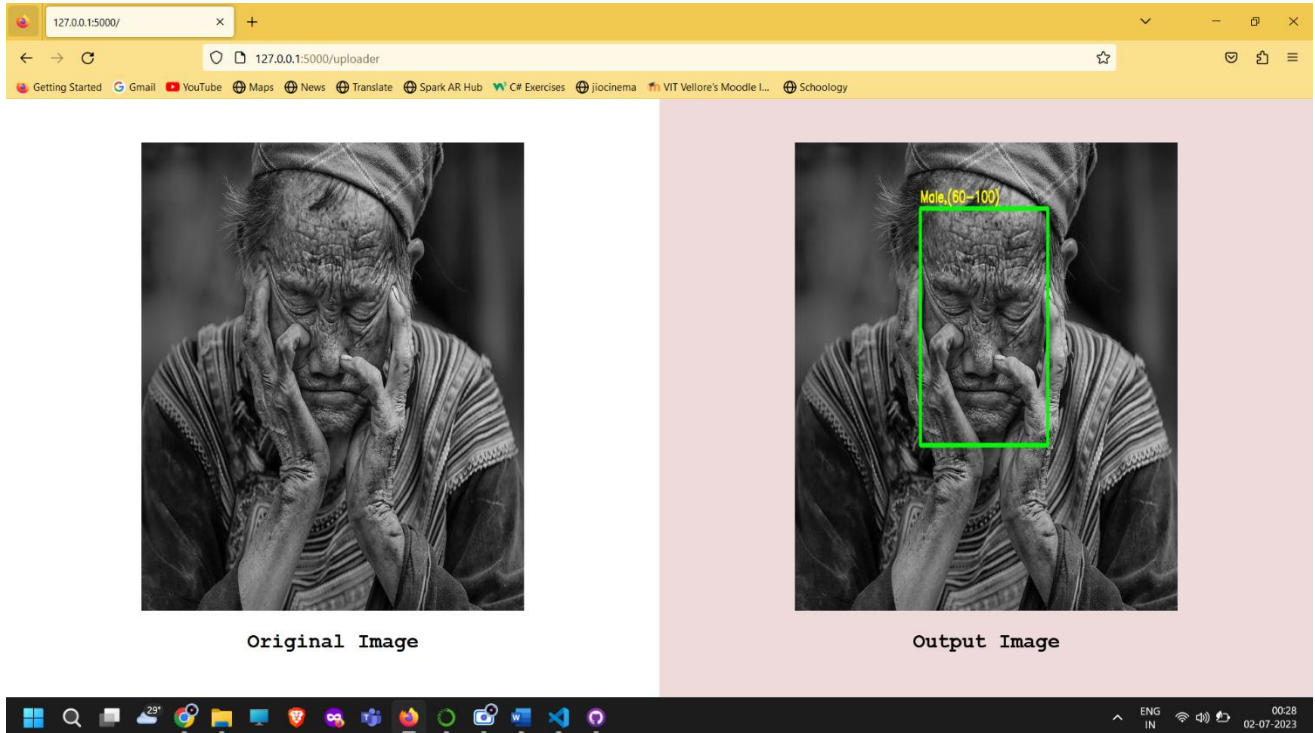 127.0.0.1:5000/
127.0.0.1:5000/uploader
Getting Started Gmail YouTube Maps News Translate Spark AR Hub C# Exercises jiocinema VIT Vellore's Moodle l... Schoology
Male,(60-100)
Original Image
Output Image
29°
ENG
IN
00:28
02-07-2023